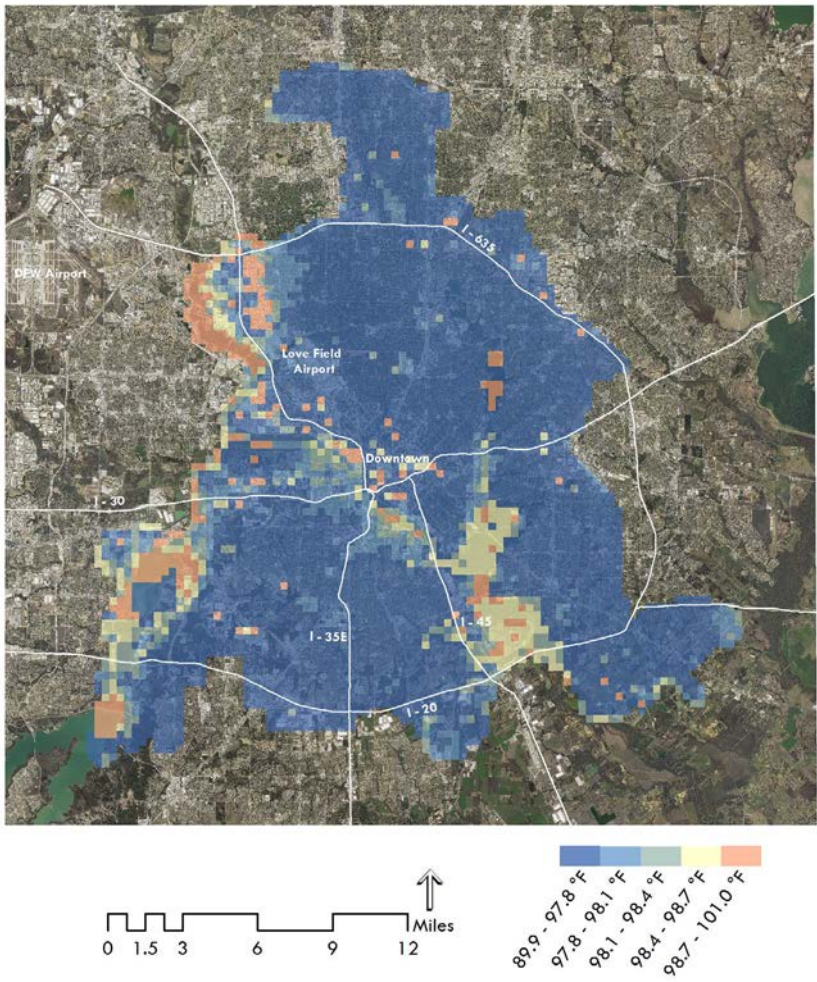 I - 635
DFW Airport
Love Field
Airport
Downtown
I - 30
I - 45
I - 35E
I - 20
Miles
0 1.5 3 6 9 12
89.9 - 97.8 °F
97.8 - 98.1 °F
98.1 - 98.4 °F
98.4 - 98.7 °F
98.7 - 101.0 °F